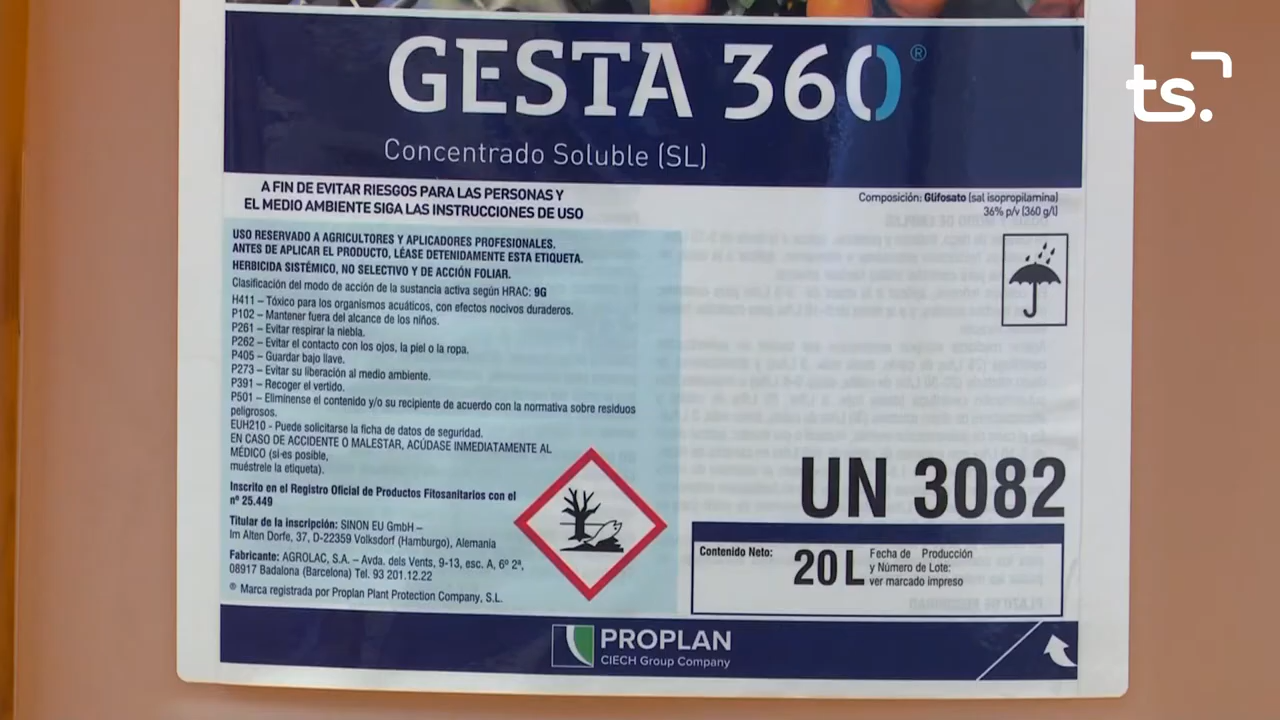 GESTA 360®
ts.
Concentrado Soluble (SL)
A FIN DE EVITAR RIESGOS PARA LAS PERSONAS Y
EL MEDIO AMBIENTE SIGA LAS INSTRUCCIONES DE USO
Composición: Glifosato (sal isopropilamina)
36% p/v (360 g/l)
USO RESERVADO A AGRICULTORES Y APLICADORES PROFESIONALES.
ANTES DE APLICAR EL PRODUCTO, LÉASE DETENIDAMENTE ESTA ETIQUETA.
HERBICIDA SISTÉMICO, NO SELECTIVO Y DE ACCIÓN FOLIAR.
Clasificación del modo de acción de la sustancia activa según HRAC: 9G
H411 – Tóxico para los organismos acuáticos, con efectos nocivos duraderos.
P102 – Mantener fuera del alcance de los niños.
P261 – Evitar respirar la niebla.
P262 – Evitar el contacto con los ojos, la piel o la ropa.
P405 – Guardar bajo llave.
P273 – Evitar su liberación al medio ambiente.
P391 – Recoger el vertido.
P501 – Elimínense el contenido y/o su recipiente de acuerdo con la normativa sobre residuos
peligrosos.
EUH210 - Puede solicitarse la ficha de datos de seguridad.
EN CASO DE ACCIDENTE O MALESTAR, ACÚDASE INMEDIATAMENTE AL
MÉDICO (si es posible,
muéstrele la etiqueta).
Inscrito en el Registro Oficial de Productos Fitosanitarios con el
nº 25.449
Titular de la inscripción: SINON EU GmbH –
Im Alten Dorfe, 37, D-22359 Volksdorf (Hamburgo), Alemania
Fabricante: AGROLAC, S.A. – Avda. dels Vents, 9-13, esc. A, 6º 2ª,
08917 Badalona (Barcelona) Tel. 93 201.12.22
® Marca registrada por Proplan Plant Protection Company, S.L.
UN 3082
Contenido Neto:
20 L
Fecha de Producción
y Número de Lote:
ver marcado impreso
PROPLAN
CIECH Group Company